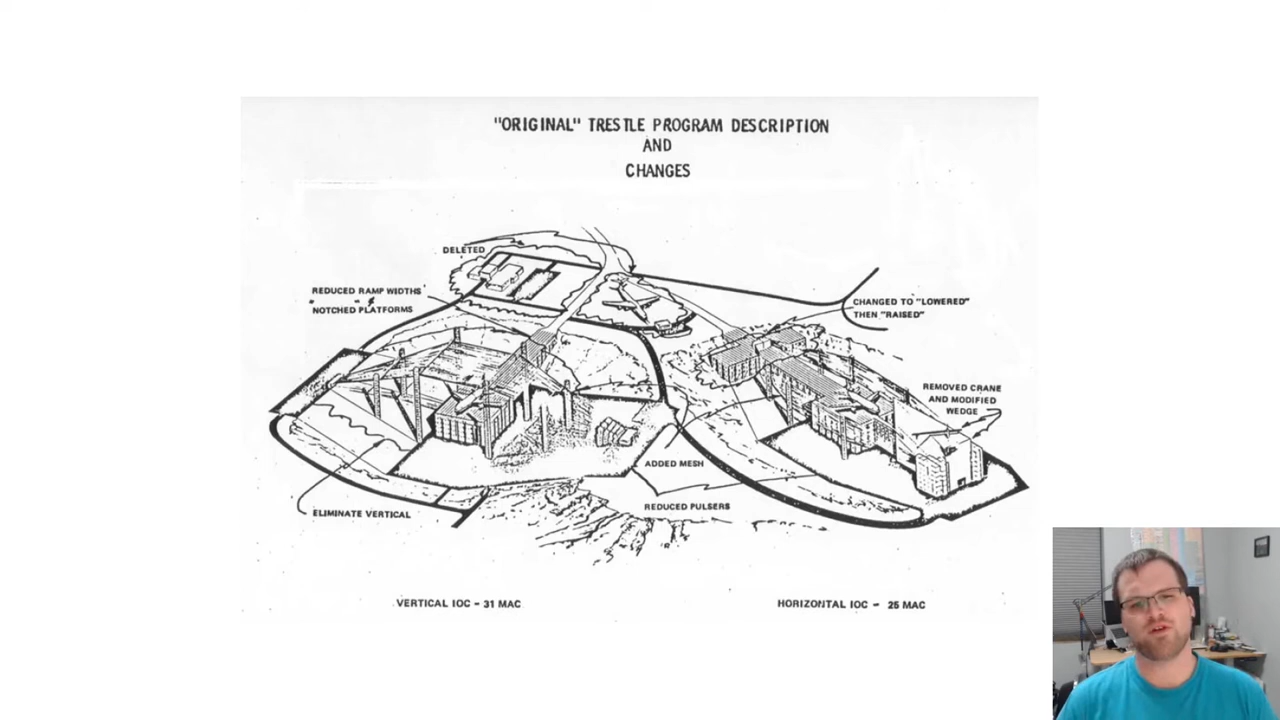 "ORIGINAL" TRESTLE PROGRAM DESCRIPTION
AND
CHANGES
DELETED
REDUCED RAMP WIDTHS
" " &
NOTCHED PLATFORMS
CHANGED TO "LOWERED"
THEN "RAISED"
REMOVED CRANE
AND MODIFIED
WEDGE
ADDED MESH
REDUCED PULSERS
ELIMINATE VERTICAL
VERTICAL IOC - 31 MAC
HORIZONTAL IOC - 25 MAC